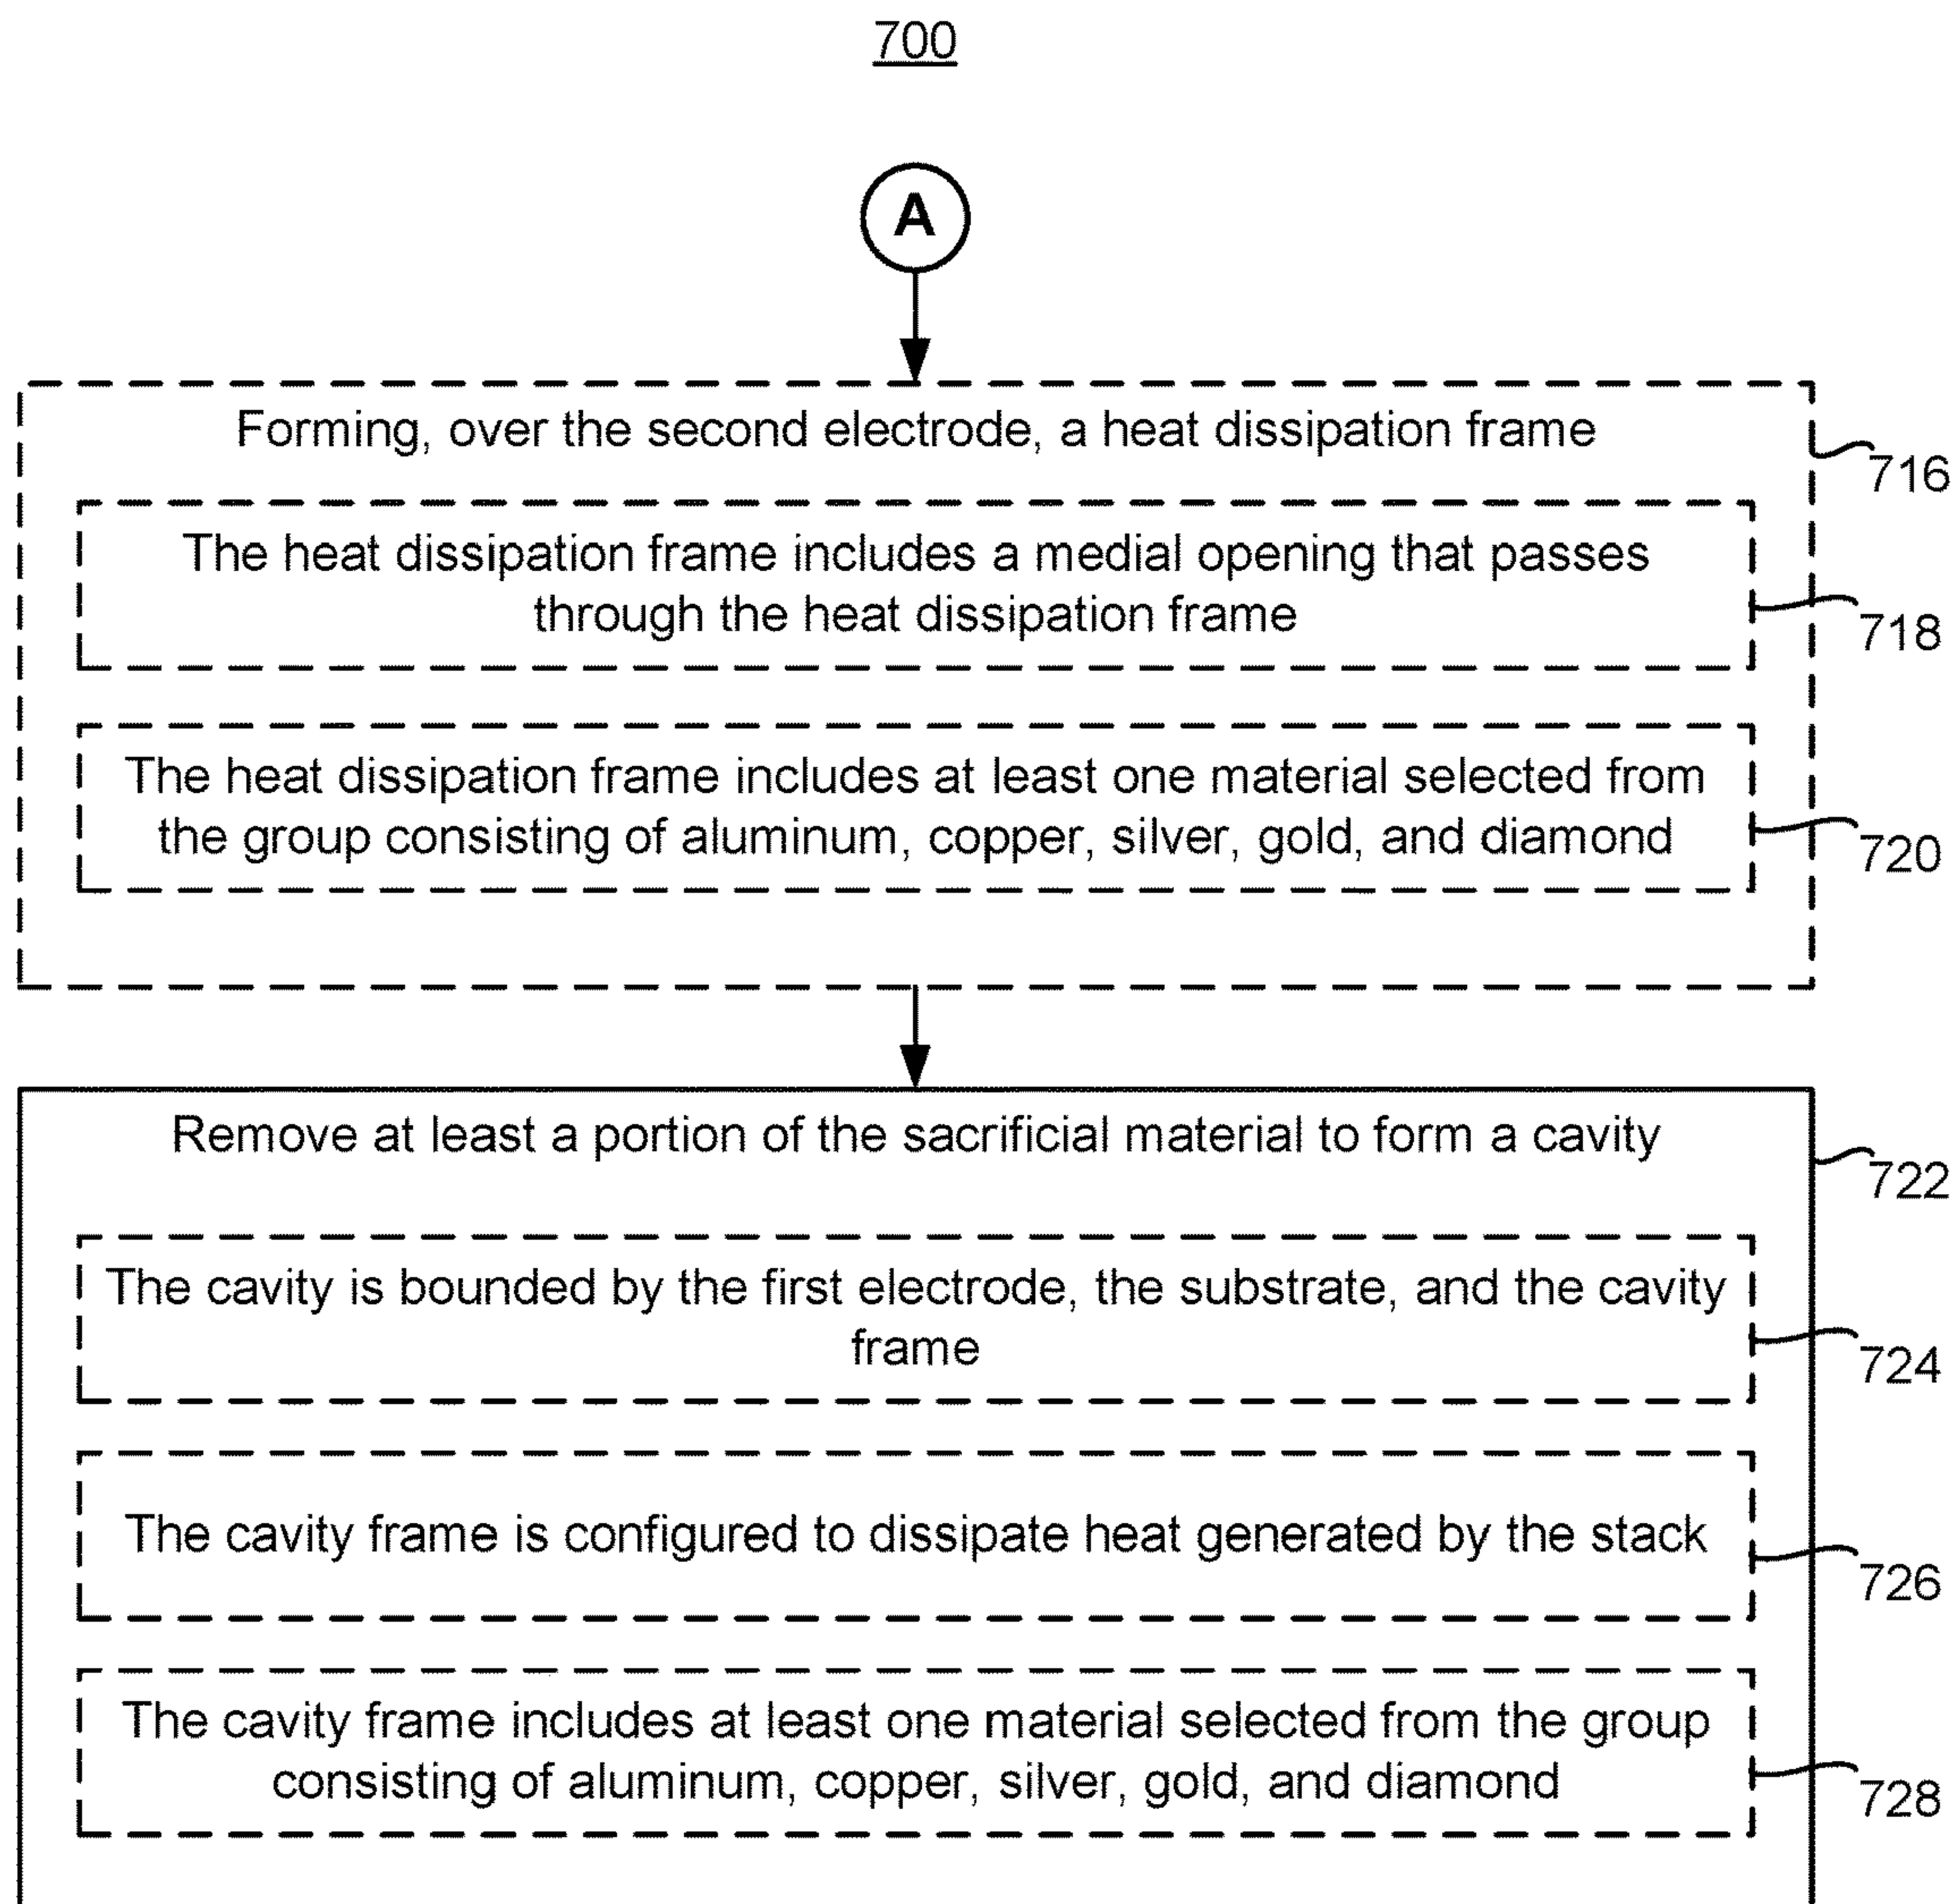 700
A
Forming, over the second electrode, a heat dissipation frame
716
The heat dissipation frame includes a medial opening that passes
through the heat dissipation frame
718
The heat dissipation frame includes at least one material selected from
the group consisting of aluminum, copper, silver, gold, and diamond
720
Remove at least a portion of the sacrificial material to form a cavity
722
The cavity is bounded by the first electrode, the substrate, and the cavity
frame
724
The cavity frame is configured to dissipate heat generated by the stack
726
The cavity frame includes at least one material selected from the group
consisting of aluminum, copper, silver, gold, and diamond
728